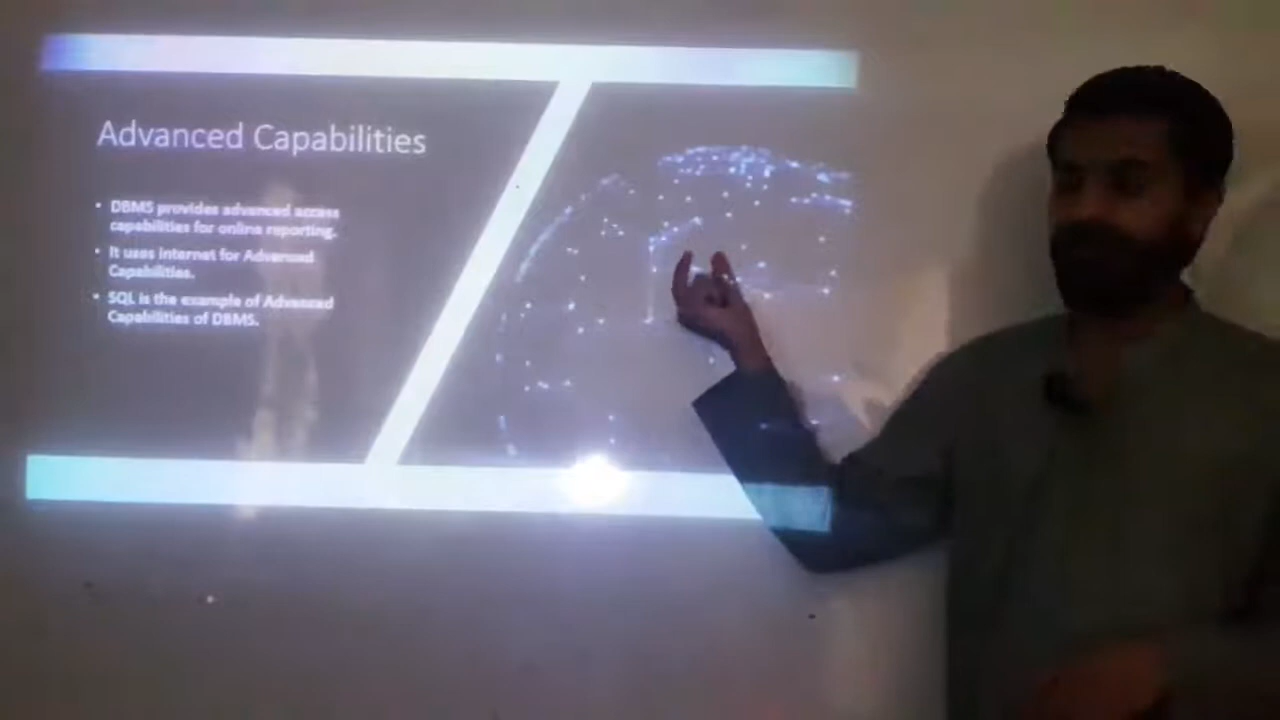 Advanced Capabilities
• DBMS provides advanced access
capabilities for online reporting.
• It uses internet for Advanced
Capabilities.
• SQL is the example of Advanced
Capabilities of DBMS.